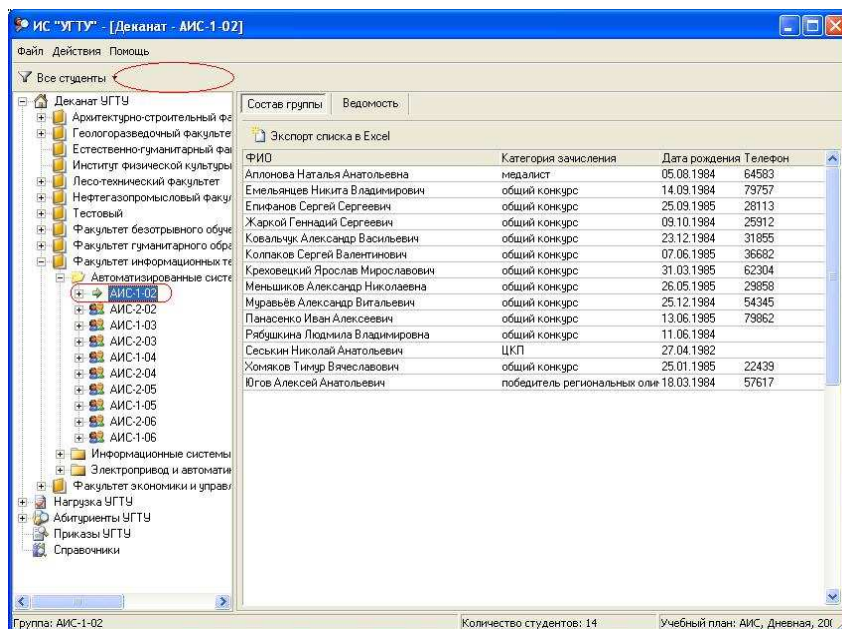 ИС "УГТУ" - [Деканат - АИС-1-02]
Файл Действия Помощь
Все студенты
Деканат УГТУ
Архитектурно-строительный фа
Геологоразведочный факульте
Естественно-гуманитарный фа
Институт физической культуры
Лесо-технический факультет
Нефтегазопромысловый факу
Тестовый
Факультет безотрывного обуче
Факультет гуманитарного обра
Факультет информационных те
Автоматизированные систе
АИС-1-02
АИС-2-02
АИС-1-03
АИС-2-03
АИС-1-04
АИС-2-04
АИС-2-05
АИС-1-05
АИС-2-06
АИС-1-06
Информационные системы
Электропривод и автомати
Факультет экономики и управл
Нагрузка УГТУ
Абитуриенты УГТУ
Приказы УГТУ
Справочники
Состав группы Ведомость
Экспорт списка в Excel
ФИО Категория зачисления Дата рождения Телефон
Аплонова Наталья Анатольевна медалист 05.08.1984 64583
Емельянцев Никита Владимирович общий конкурс 14.09.1984 79757
Епифанов Сергей Сергеевич общий конкурс 25.09.1985 28113
Жаркой Геннадий Сергеевич общий конкурс 09.10.1984 25912
Ковальчук Александр Васильевич общий конкурс 23.12.1984 31855
Колпаков Сергей Валентинович общий конкурс 07.06.1985 36682
Креховецкий Ярослав Мирославович общий конкурс 31.03.1985 62304
Меньшиков Александр Николаевна общий конкурс 26.05.1985 29858
Муравьёв Александр Витальевич общий конкурс 25.12.1984 54345
Панасенко Иван Алексеевич общий конкурс 13.06.1985 79862
Рябушкина Людмила Владимировна общий конкурс 11.06.1984
Сеськин Николай Анатольевич ЦКП 27.04.1982
Хомяков Тимур Вячеславович общий конкурс 25.01.1985 22439
Югов Алексей Анатольевич победитель региональных оли 18.03.1984 57617
Группа: АИС-1-02 Количество студентов: 14 Учебный план: АИС, Дневная, 20